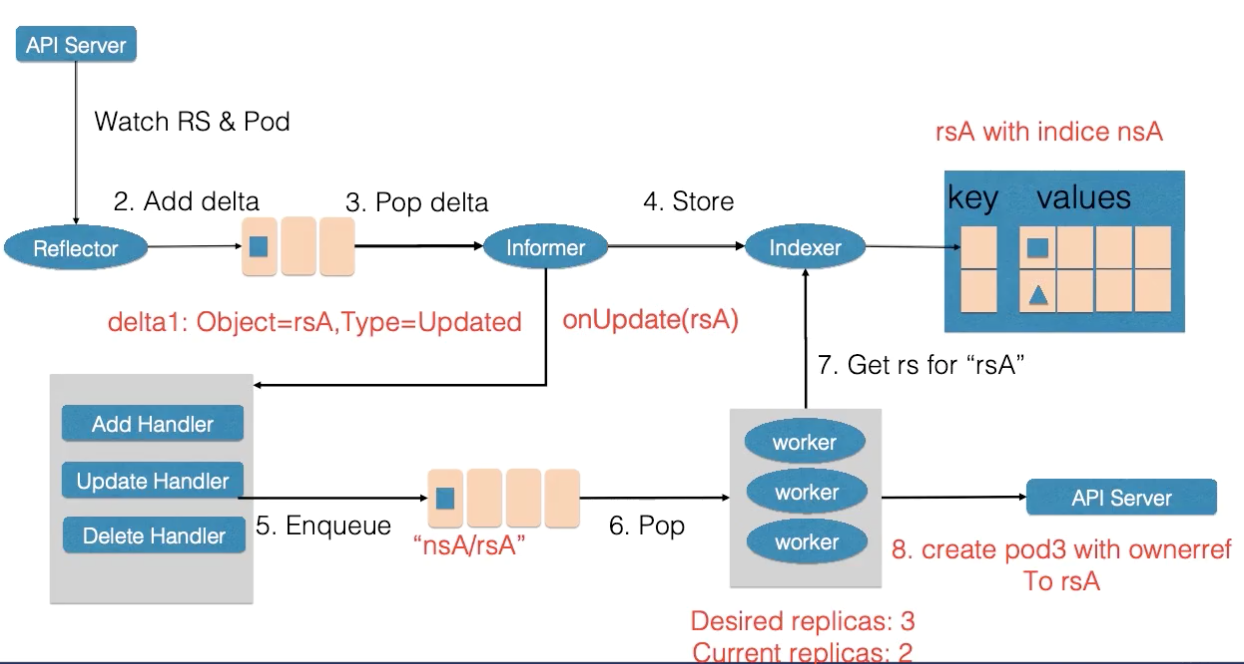 API Server
Watch RS & Pod
rsA with indice nsA
key values
2. Add delta
3. Pop delta
4. Store
Reflector
Informer
Indexer
delta1: Object=rsA,Type=Updated
onUpdate(rsA)
7. Get rs for “rsA”
Add Handler
Update Handler
Delete Handler
5. Enqueue
“nsA/rsA”
6. Pop
worker
worker
worker
API Server
8. create pod3 with ownerref
To rsA
Desired replicas: 3
Current replicas: 2